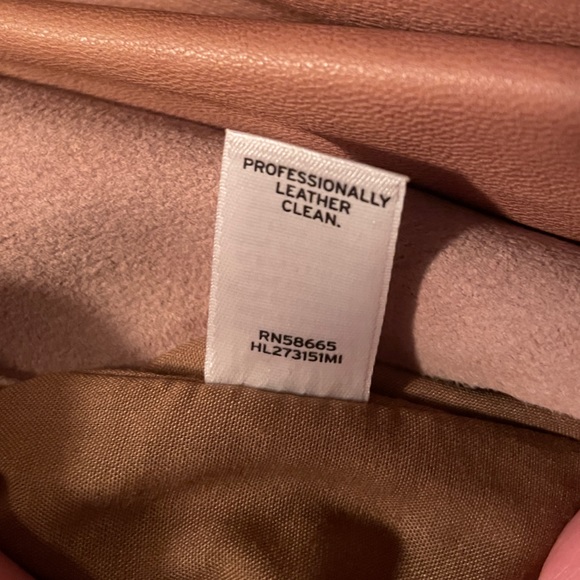 PROFESSIONALLY
LEATHER
CLEAN.
RN58665
HL273151MI